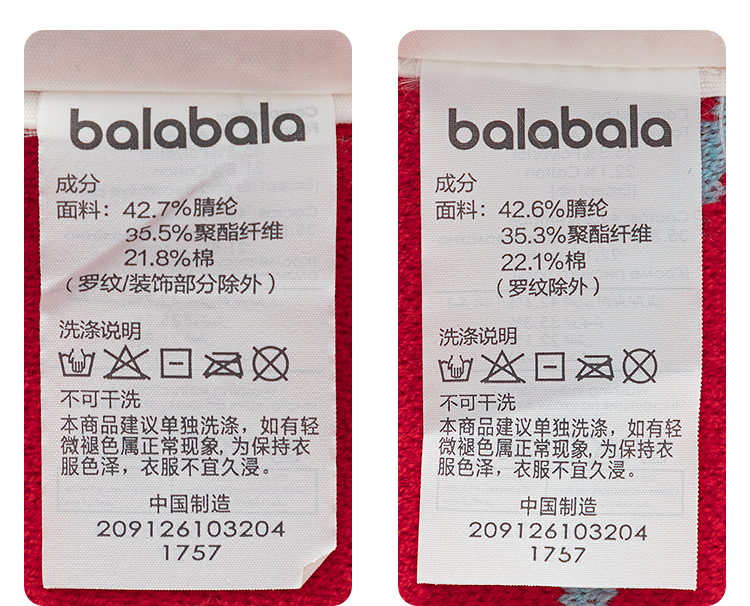 balabala
成分
面料：42.7%腈纶
35.5%聚酯纤维
21.8%棉
（罗纹/装饰部分除外）
洗涤说明
不可干洗
本商品建议单独洗涤，如有轻
微褪色属正常现象，为保持衣
服色泽，衣服不宜久浸。
中国制造
209126103204
1757
balabala
成分
面料：42.6%腈纶
35.3%聚酯纤维
22.1%棉
（罗纹除外）
洗涤说明
不可干洗
本商品建议单独洗涤，如有轻
微褪色属正常现象，为保持衣
服色泽，衣服不宜久浸。
中国制造
209126103204
1757